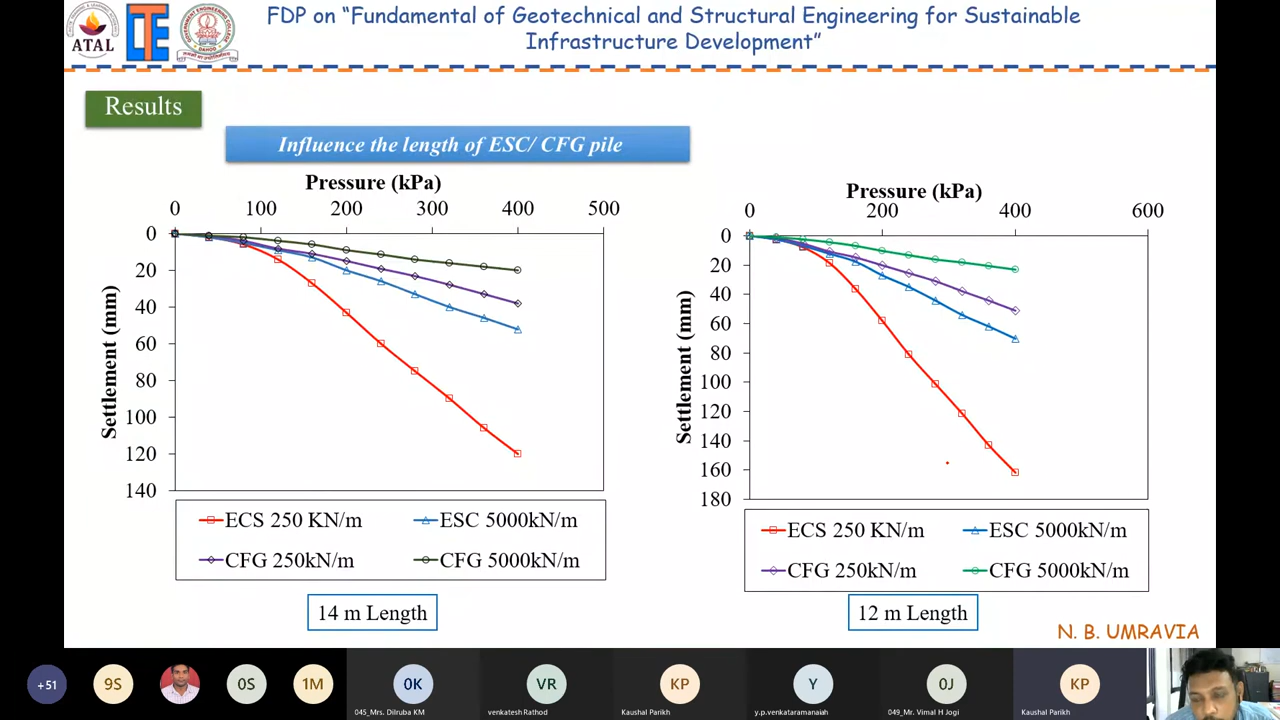 FDP on “Fundamental of Geotechnical and Structural Engineering for Sustainable
Infrastructure Development”
ATAL
LTE
Results
Influence the length of ESC/ CFG pile
Pressure (kPa)
0 100 200 300 400 500
Settlement (mm)
0
20
40
60
80
100
120
140
ECS 250 KN/m ESC 5000kN/m
CFG 250kN/m CFG 5000kN/m
14 m Length
Pressure (kPa)
0 200 400 600
Settlement (mm)
0
20
40
60
80
100
120
140
160
180
ECS 250 KN/m ESC 5000kN/m
CFG 250kN/m CFG 5000kN/m
12 m Length
N. B. UMRAVIA
+51 9S 0S 1M 0K VR KP Y 0J KP
045_Mrs. Dilruba KM venkatesh Rathod Kaushal Parikh y.p.venkataramanaiah 049_Mr. Vimal H Jogi Kaushal Parikh